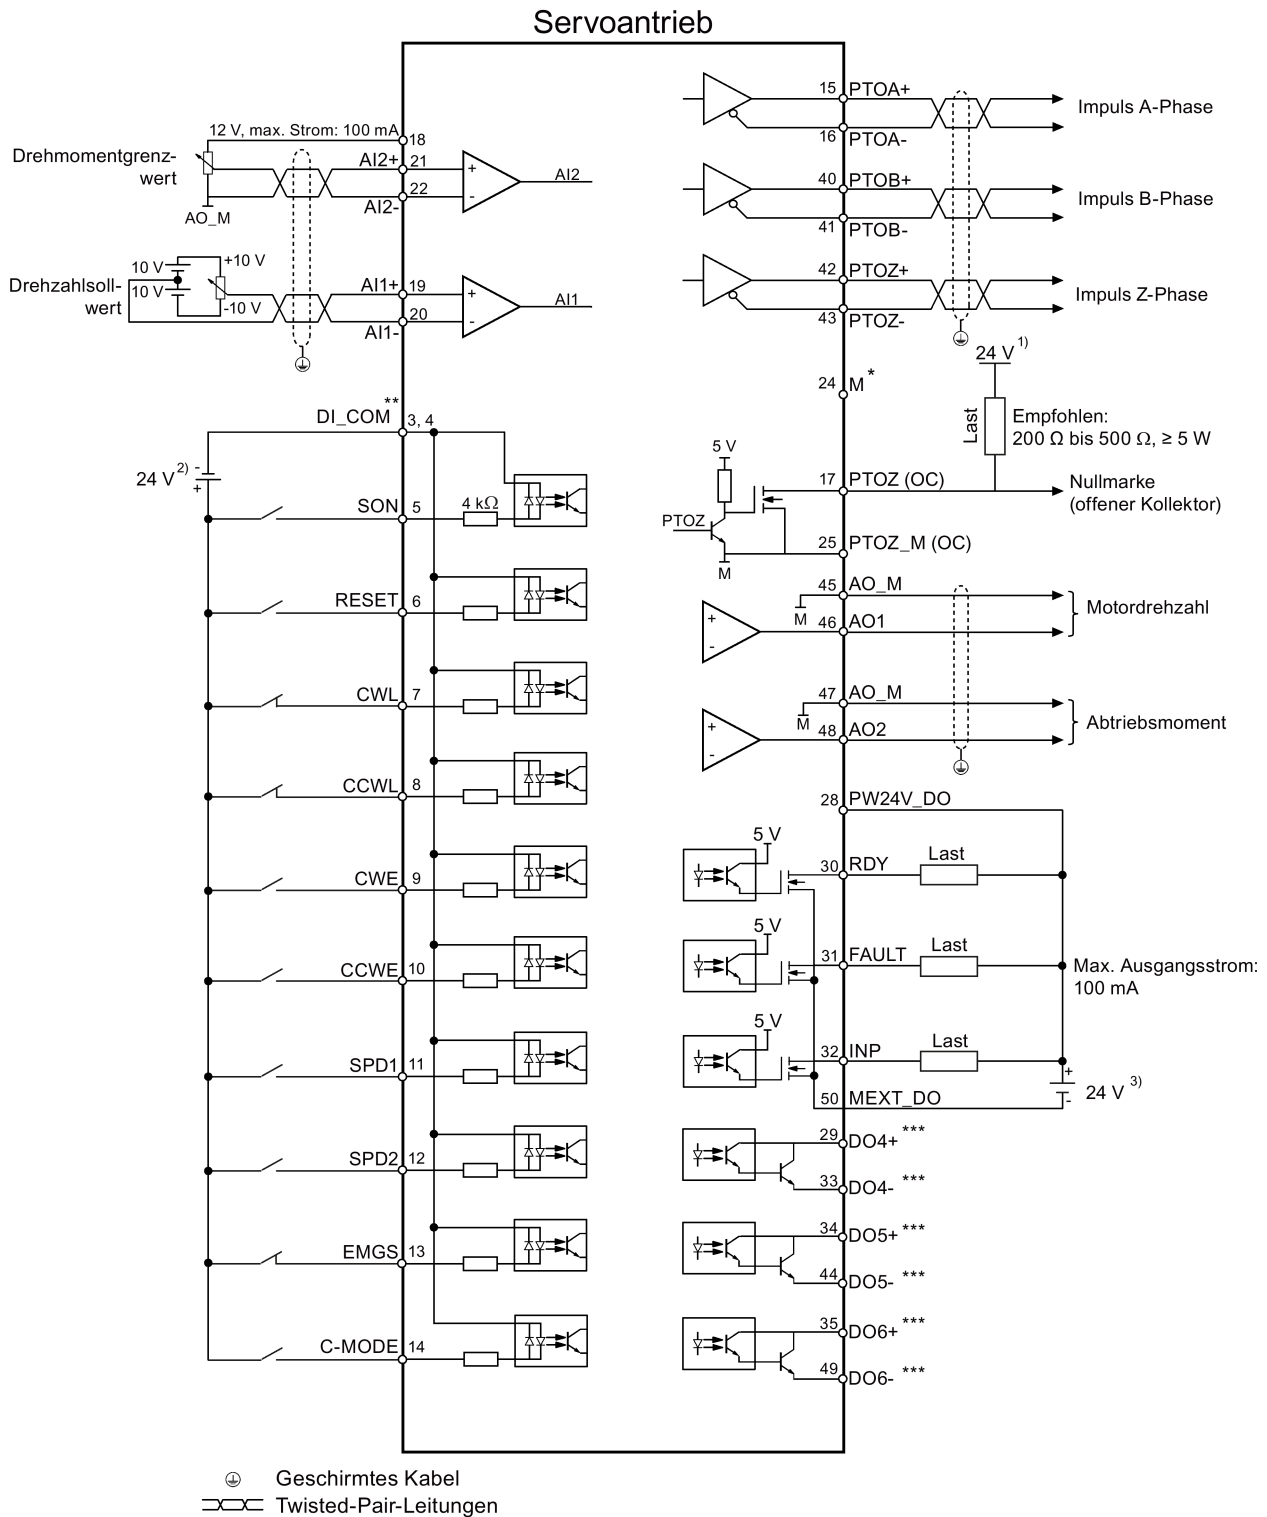 Servoantrieb
12 V, max. Strom: 100 mA
18
Drehmomentgrenz-
wert
AI2+
21
22
AI2-
AO_M
+
-
AI2
10 V
10 V
+10 V
-10 V
Drehzahlsoll-
wert
AI1+
19
20
AI1-
+
-
AI1
**
DI_COM
3, 4
24 V 2)
-
+
SON
5
4 kΩ
RESET
6
CWL
7
CCWL
8
CWE
9
CCWE
10
SPD1
11
SPD2
12
EMGS
13
C-MODE
14
15
PTOA+
16
PTOA-
Impuls A-Phase
40
PTOB+
41
PTOB-
Impuls B-Phase
42
PTOZ+
43
PTOZ-
Impuls Z-Phase
24
M *
24 V 1)
Last
Empfohlen:
200 Ω bis 500 Ω, ≥ 5 W
5 V
PTOZ
M
17
PTOZ (OC)
Nullmarke
(offener Kollektor)
25
PTOZ_M (OC)
45
AO_M
M
+
-
46
AO1
Motordrehzahl
47
AO_M
M
+
-
48
AO2
Abtriebsmoment
28
PW24V_DO
5 V
30
RDY
Last
5 V
31
FAULT
Last
Max. Ausgangsstrom:
100 mA
5 V
32
INP
Last
+
-
24 V 3)
50
MEXT_DO
29
DO4+ ***
33
DO4- ***
34
DO5+ ***
44
DO5- ***
35
DO6+ ***
49
DO6- ***
Geschirmtes Kabel
Twisted-Pair-Leitungen